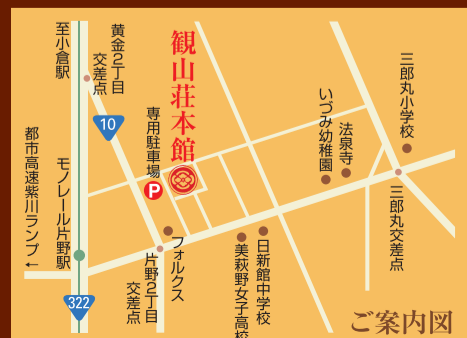 至小倉駅
黄金2丁目
交差点
10
観山荘本館
専用駐車場
P
都市高速紫川ランプ←
モノレール片野駅
322
片野2丁目
交差点
フォルクス
美萩野女子高校
日新館中学校
いづみ幼稚園
法泉寺
三郎丸小学校
三郎丸交差点
ご案内図